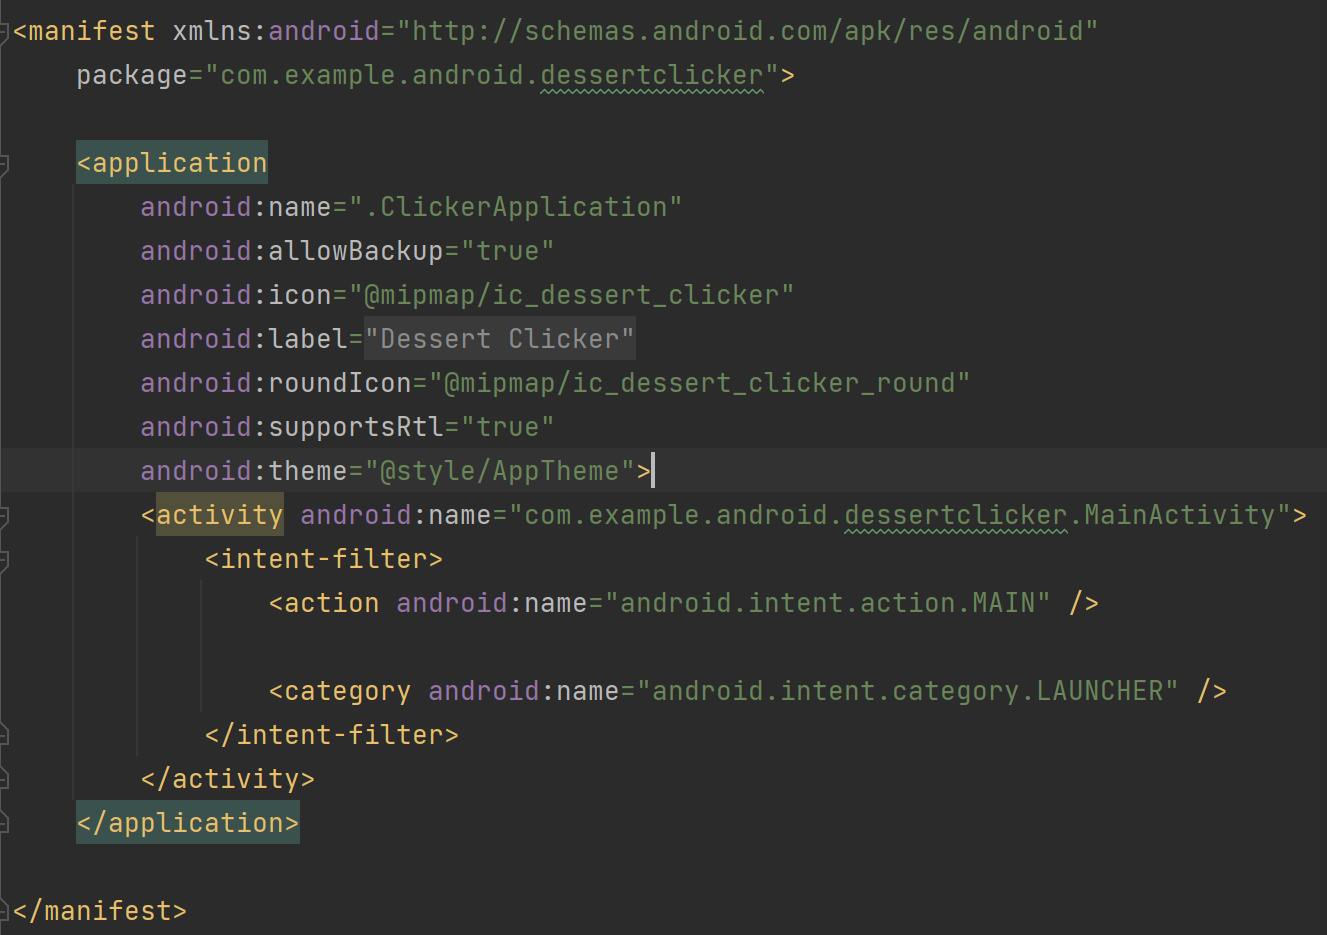 <manifest xmlns:android="http://schemas.android.com/apk/res/android"
    package="com.example.android.dessertclicker">

    <application
        android:name=".ClickerApplication"
        android:allowBackup="true"
        android:icon="@mipmap/ic_dessert_clicker"
        android:label="Dessert Clicker"
        android:roundIcon="@mipmap/ic_dessert_clicker_round"
        android:supportsRtl="true"
        android:theme="@style/AppTheme">
        <activity android:name="com.example.android.dessertclicker.MainActivity">
            <intent-filter>
                <action android:name="android.intent.action.MAIN" />

                <category android:name="android.intent.category.LAUNCHER" />
            </intent-filter>
        </activity>
    </application>

</manifest>